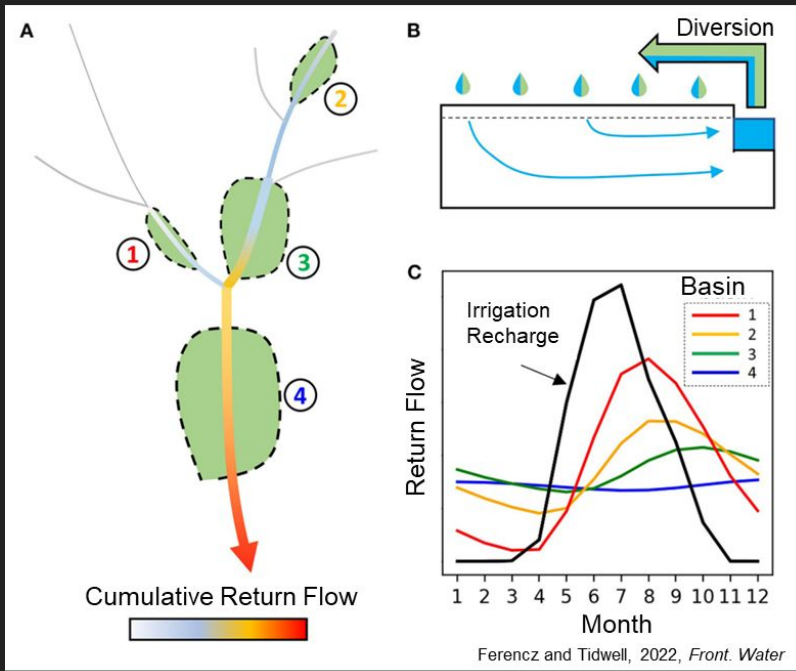 A
2
1
3
4
Cumulative Return Flow
B
Diversion
C
Basin
1
2
3
4
Irrigation
Recharge
Return Flow
1 2 3 4 5 6 7 8 9 10 11 12
Month
Ferencz and Tidwell, 2022, Front. Water